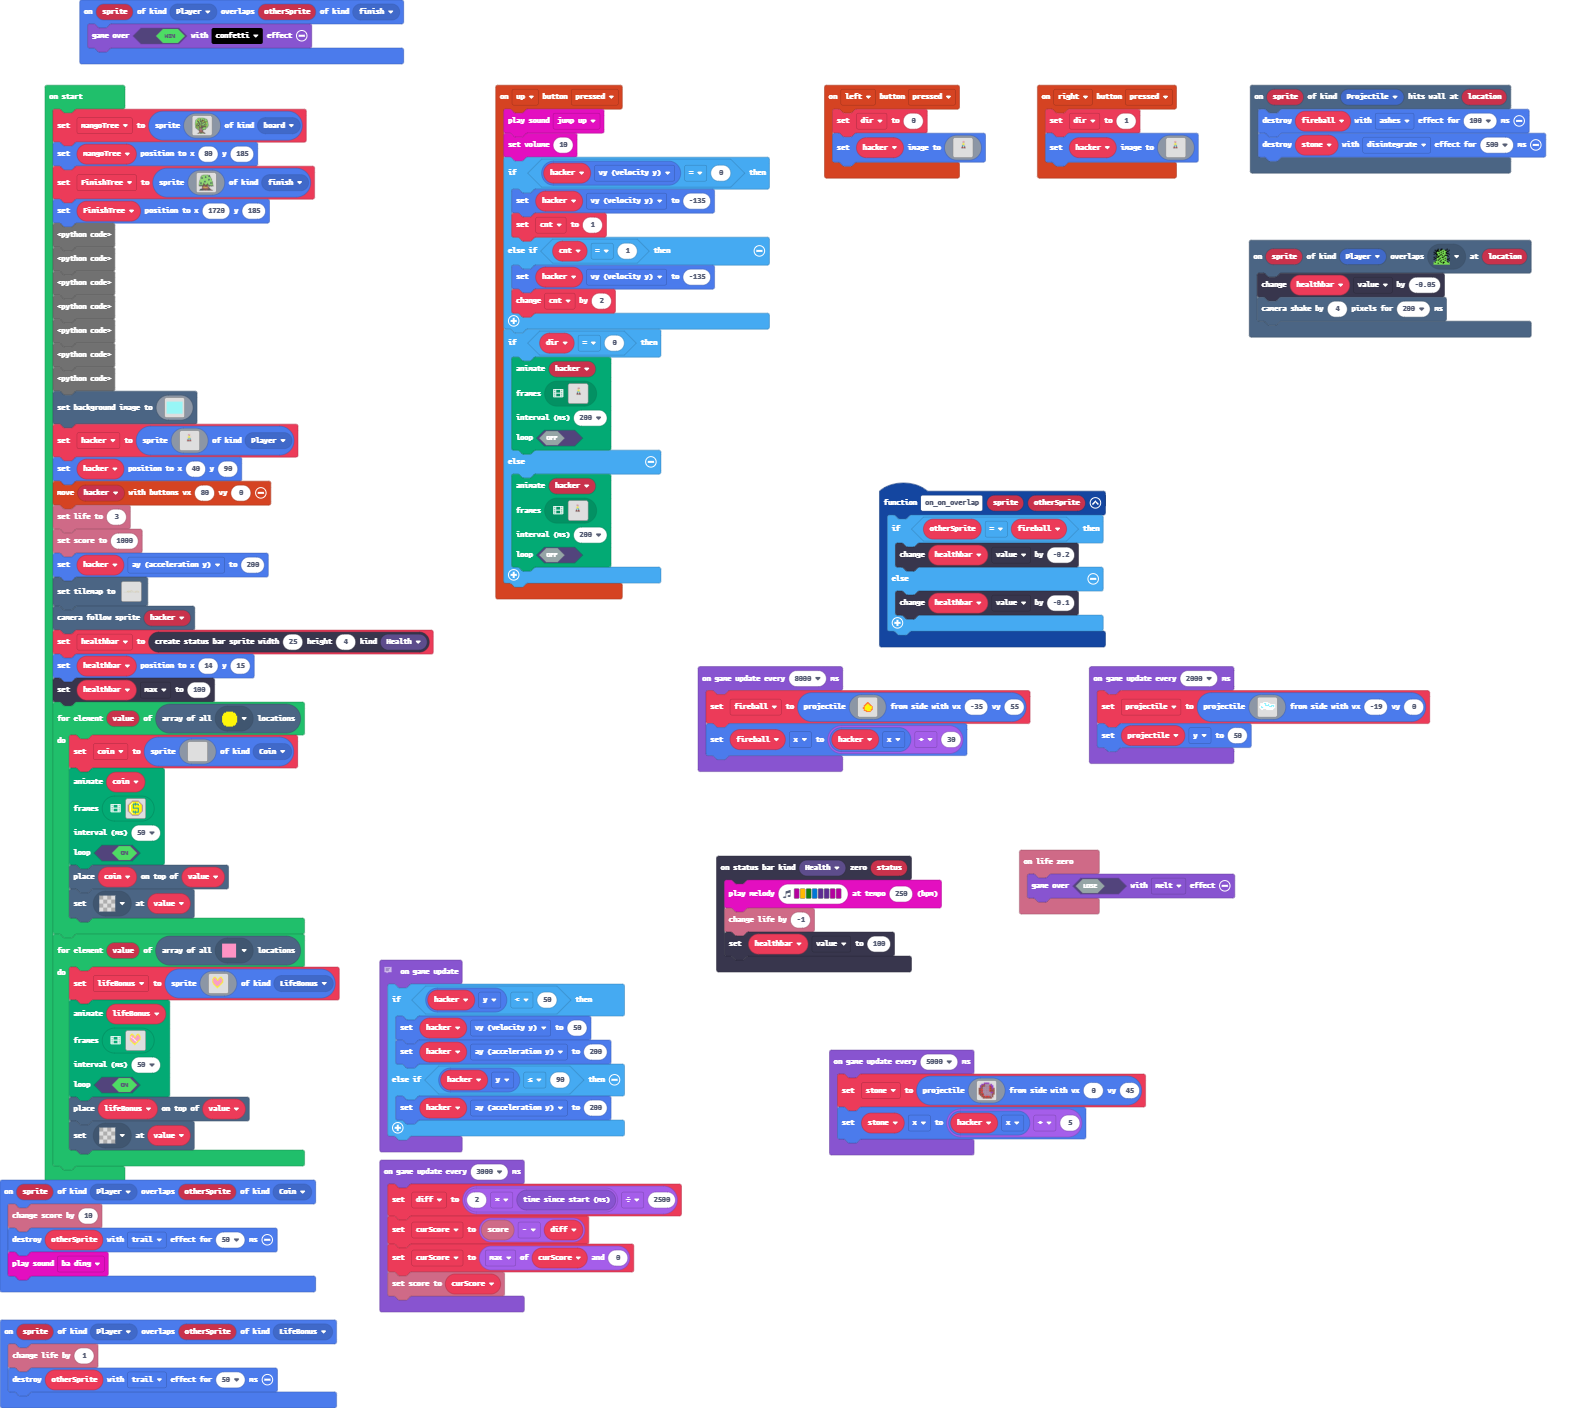 on sprite of kind Player overlaps otherSprite of kind finish
game over WIN with confetti effect
on start
set mangoTree to sprite of kind board
set mangoTree position to x 80 y 185
set FinishTree to sprite of kind finish
set FinishTree position to x 1720 y 185
<python code>
<python code>
<python code>
<python code>
<python code>
<python code>
<python code>
set background image to
set hacker to sprite of kind Player
set hacker position to x 40 y 90
move hacker with buttons vx 80 vy 0
set life to 3
set score to 1000
set hacker ay (acceleration y) to 200
set tilemap to
camera follow sprite hacker
set healthbar to create status bar sprite width 25 height 4 kind Health
set healthbar position to x 14 y 15
set healthbar max to 100
for element value of array of all locations
do
set coin to sprite of kind Coin
animate coin
frames
interval (ms) 50
loop ON
place coin on top of value
set at value
for element value of array of all locations
do
set lifeBonus to sprite of kind LifeBonus
animate lifeBonus
frames
interval (ms) 50
loop ON
place lifeBonus on top of value
set at value
on sprite of kind Player overlaps otherSprite of kind Coin
change score by 10
destroy otherSprite with trail effect for 50 ms
play sound ba ding
on sprite of kind Player overlaps otherSprite of kind LifeBonus
change life by 1
destroy otherSprite with trail effect for 50 ms
on up button pressed
play sound jump up
set volume 10
if hacker vy (velocity y) = 0 then
set hacker vy (velocity y) to -135
set cnt to 1
else if cnt = 1 then
set hacker vy (velocity y) to -135
change cnt by 2
if dir = 0 then
animate hacker
frames
interval (ms) 200
loop OFF
else
animate hacker
frames
interval (ms) 200
loop OFF
on left button pressed
set dir to 0
set hacker image to
on right button pressed
set dir to 1
set hacker image to
on sprite of kind Projectile hits wall at location
destroy fireball with ashes effect for 100 ms
destroy stone with disintegrate effect for 500 ms
on sprite of kind Player overlaps at location
change healthbar value by -0.05
camera shake by 4 pixels for 200 ms
function on_on_overlap sprite otherSprite
if otherSprite = fireball then
change healthbar value by -0.2
else
change healthbar value by -0.1
on game update every 8000 ms
set fireball to projectile from side with vx -35 vy 55
set fireball x to hacker x + 30
on game update every 2000 ms
set projectile to projectile from side with vx -19 vy 0
set projectile y to 50
on status bar kind Health zero status
play melody at tempo 250 (bpm)
change life by -1
set healthbar value to 100
on life zero
game over LOSE with melt effect
on game update
if hacker y < 50 then
set hacker vy (velocity y) to 50
set hacker ay (acceleration y) to 200
else if hacker y ≤ 90 then
set hacker ay (acceleration y) to 200
on game update every 5000 ms
set stone to projectile from side with vx 0 vy 45
set stone x to hacker x + 5
on game update every 3000 ms
set diff to 2 × time since start (ms) ÷ 2500
set curScore to score - diff
set curScore to max of curScore and 0
set score to curScore